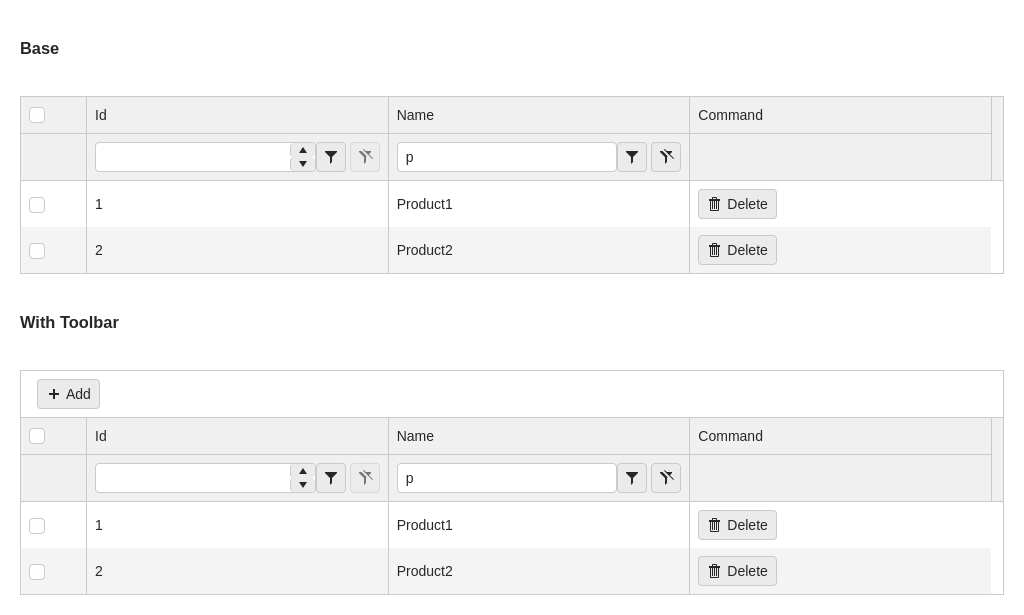 Base
Id Name Command
p
1 Product1 Delete
2 Product2 Delete
With Toolbar
Add
Id Name Command
p
1 Product1 Delete
2 Product2 Delete